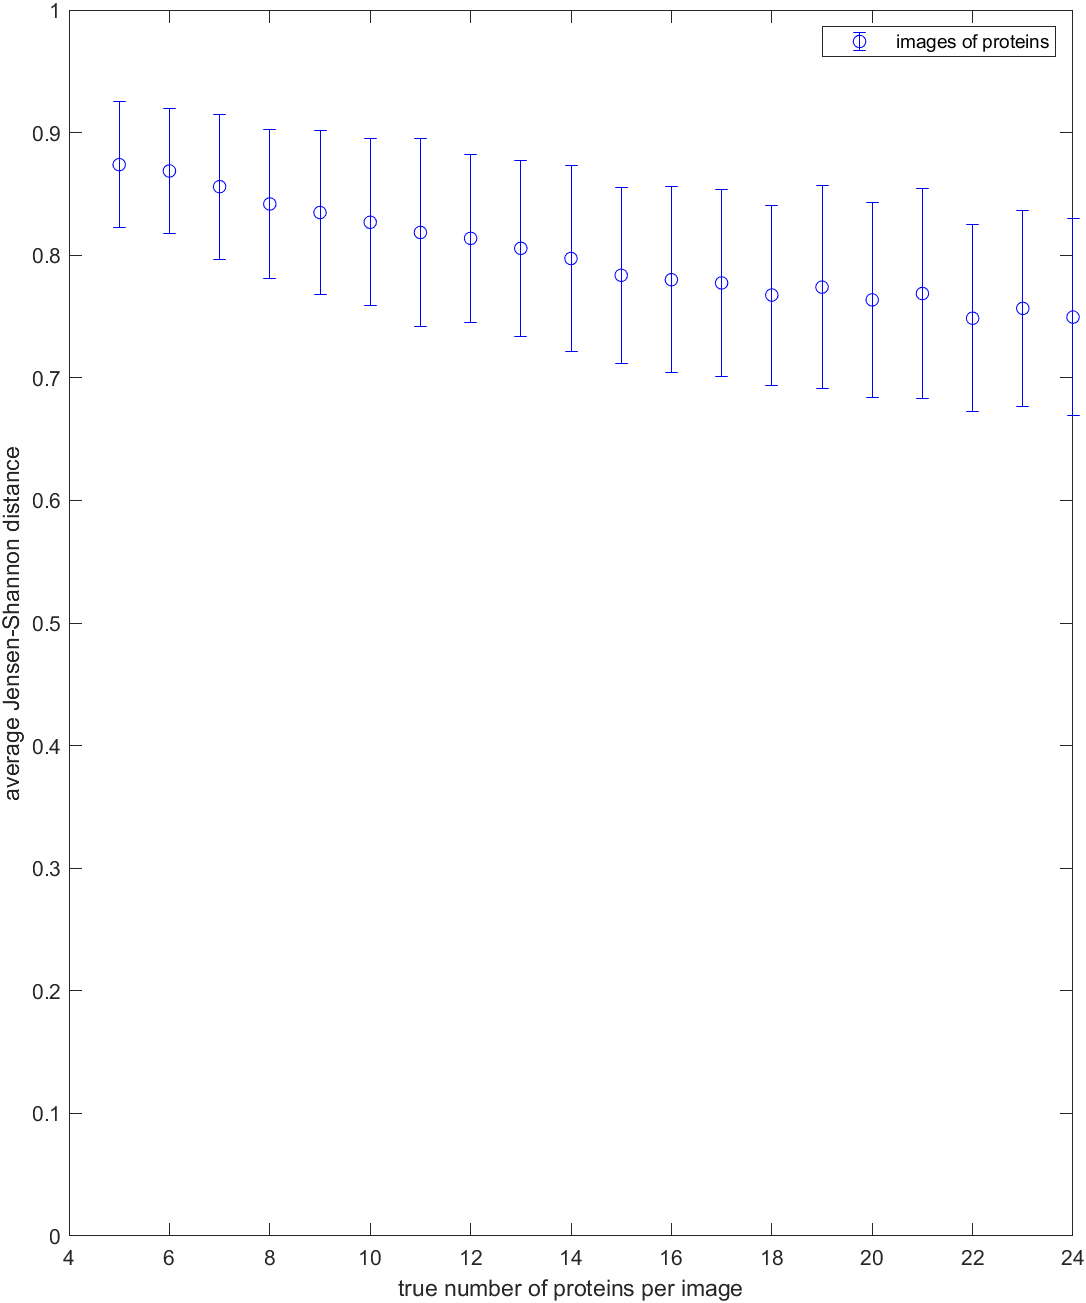 images of proteins
1
0.9
0.8
0.7
0.6
0.5
0.4
0.3
0.2
0.1
0
average Jensen-Shannon distance
4 6 8 10 12 14 16 18 20 22 24
true number of proteins per image